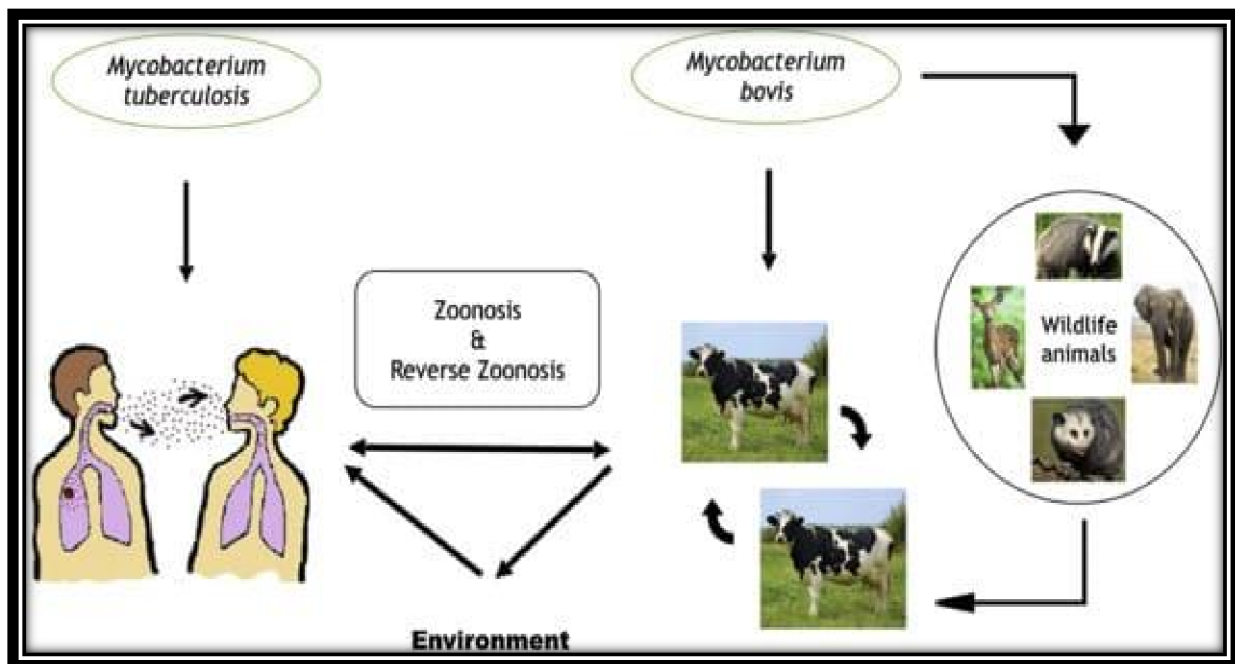 Mycobacterium
tuberculosis
Mycobacterium
bovis
Zoonosis
&
Reverse Zoonosis
Wildlife
animals
Environment